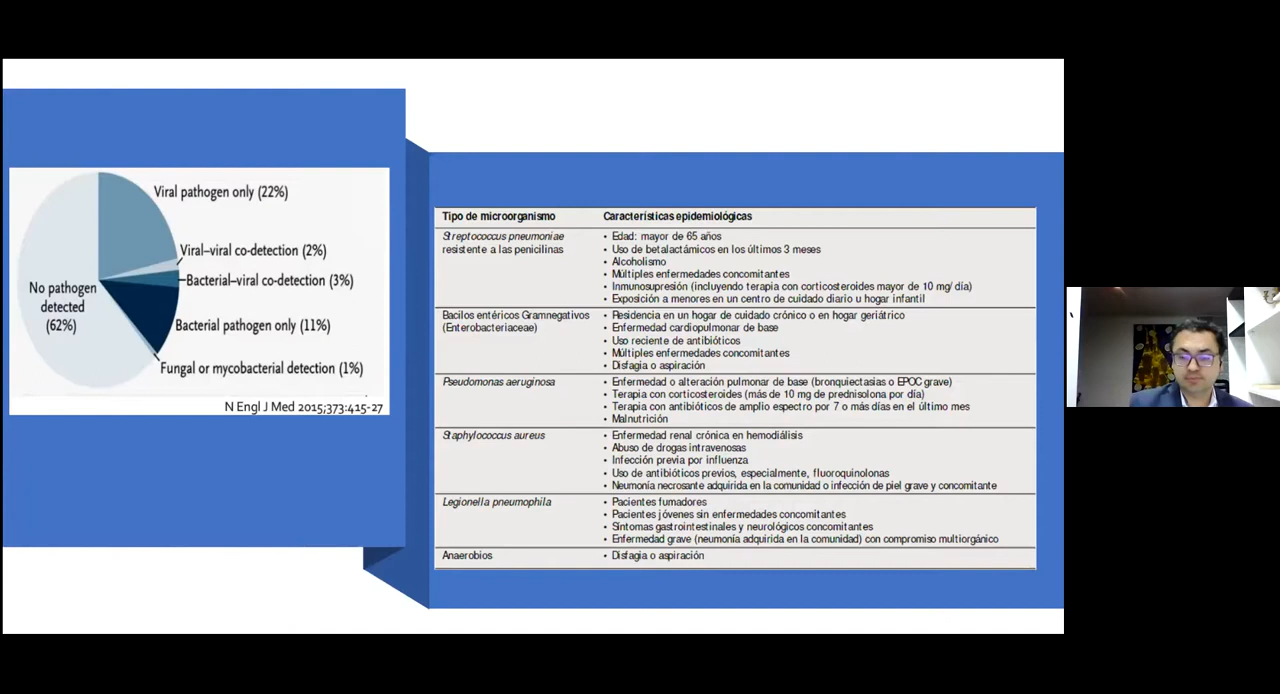 Viral pathogen only (22%)
Viral–viral co-detection (2%)
Bacterial–viral co-detection (3%)
No pathogen
detected
(62%)
Bacterial pathogen only (11%)
Fungal or mycobacterial detection (1%)
N Engl J Med 2015;373:415-27
Tipo de microorganismo
Características epidemiológicas
Streptococcus pneumoniae
resistente a las penicilinas
• Edad: mayor de 65 años
• Uso de betalactámicos en los últimos 3 meses
• Alcoholismo
• Múltiples enfermedades concomitantes
• Inmunosupresión (incluyendo terapia con corticosteroides mayor de 10 mg/ día)
• Exposición a menores en un centro de cuidado diario u hogar infantil
Bacilos entéricos Gramnegativos
(Enterobacteriaceae)
• Residencia en un hogar de cuidado crónico o en hogar geriátrico
• Enfermedad cardiopulmonar de base
• Uso reciente de antibióticos
• Múltiples enfermedades concomitantes
• Disfagia o aspiración
Pseudomonas aeruginosa
• Enfermedad o alteración pulmonar de base (bronquiectasias o EPOC grave)
• Terapia con corticosteroides (más de 10 mg de prednisolona por día)
• Terapia con antibióticos de amplio espectro por 7 o más días en el último mes
• Malnutrición
Staphylococcus aureus
• Enfermedad renal crónica en hemodiálisis
• Abuso de drogas intravenosas
• Infección previa por influenza
• Uso de antibióticos previos, especialmente, fluoroquinolonas
• Neumonía necrosante adquirida en la comunidad o infección de piel grave y concomitante
Legionella pneumophila
• Pacientes fumadores
• Pacientes jóvenes sin enfermedades concomitantes
• Síntomas gastrointestinales y neurológicos concomitantes
• Enfermedad grave (neumonía adquirida en la comunidad) con compromiso multiorgánico
Anaerobios
• Disfagia o aspiración